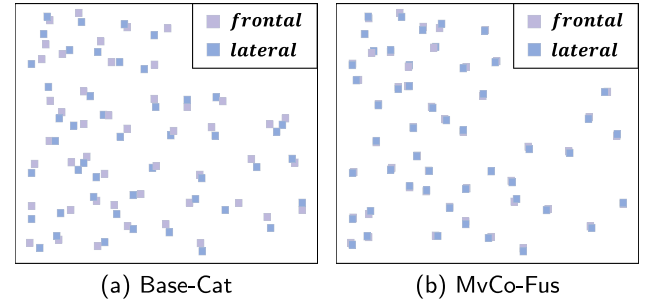 frontal
lateral
frontal
lateral
(a) Base-Cat
(b) MvCo-Fus